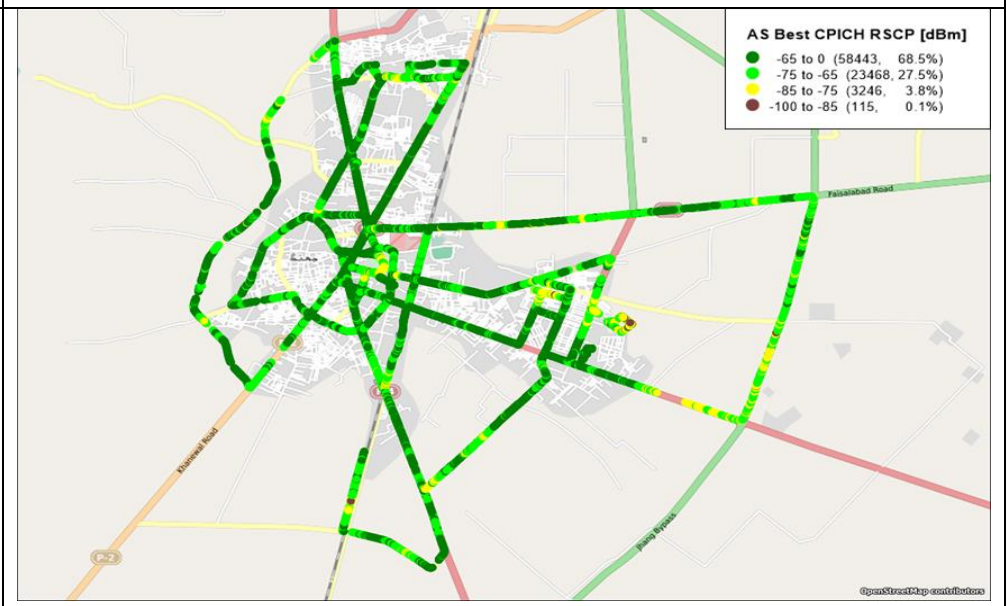 AS Best CPICH RSCP [dBm]
-65 to 0 (58443, 68.5%)
-75 to -65 (23468, 27.5%)
-85 to -75 (3246, 3.8%)
-100 to -85 (115, 0.1%)
Faisalabad Road
Khanewal Road
Jhang Bypass
OpenStreetMap contributors